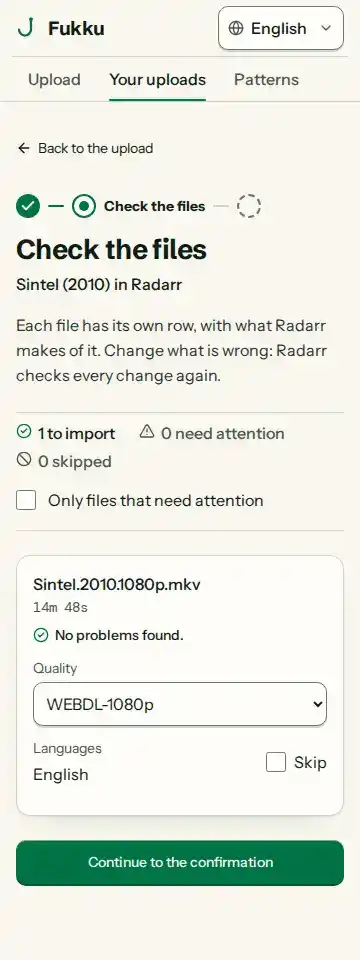 Fukku
English
Upload
Your uploads
Patterns
Back to the upload
Check the files
Check the files
Sintel (2010) in Radarr
Each file has its own row, with what Radarr
makes of it. Change what is wrong: Radarr
checks every change again.
1 to import
0 need attention
0 skipped
Only files that need attention
Sintel.2010.1080p.mkv
14m 48s
No problems found.
Quality
WEBDL-1080p
Languages
English
Skip
Continue to the confirmation